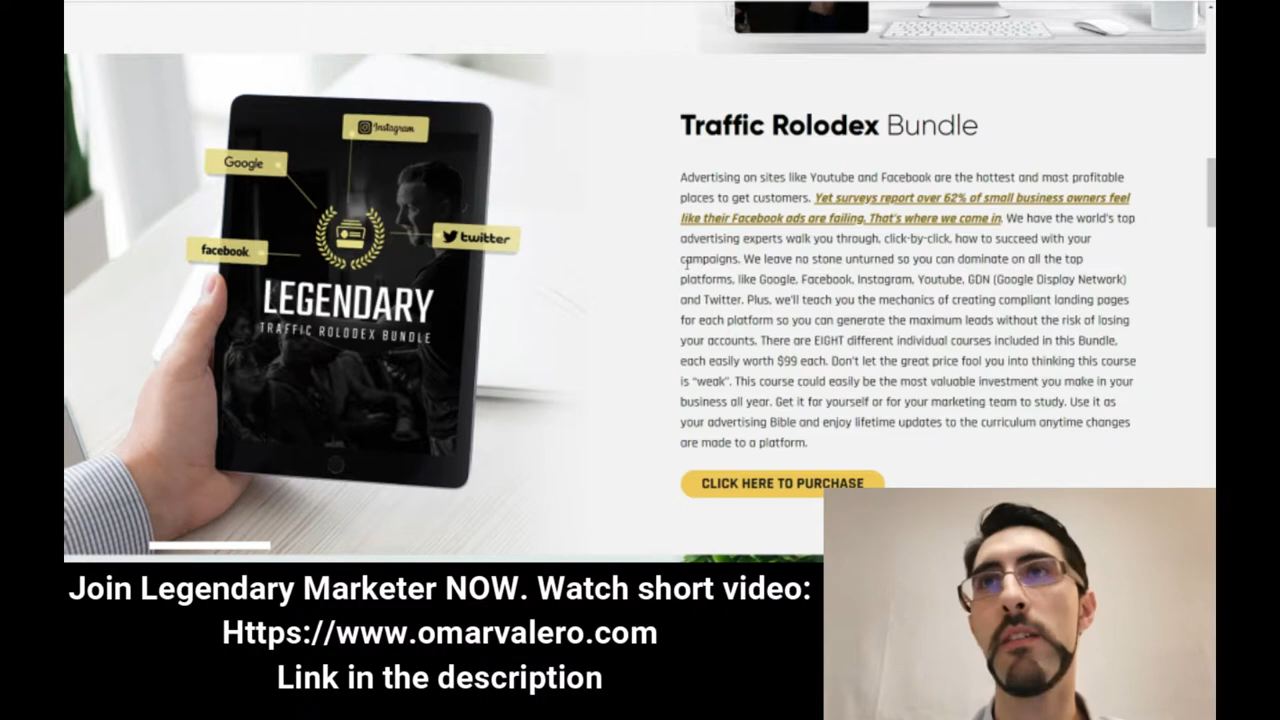 Instagram
Google
twitter
facebook
LEGENDARY
TRAFFIC ROLODEX BUNDLE
Traffic Rolodex Bundle
Advertising on sites like Youtube and Facebook are the hottest and most profitable
places to get customers. Yet surveys report over 62% of small business owners feel
like their Facebook ads are failing. That's where we come in. We have the world's top
advertising experts walk you through, click-by-click, how to succeed with your
campaigns. We leave no stone unturned so you can dominate on all the top
platforms, like Google, Facebook, Instagram, Youtube, GDN (Google Display Network)
and Twitter. Plus, we'll teach you the mechanics of creating compliant landing pages
for each platform so you can generate the maximum leads without the risk of losing
your accounts. There are EIGHT different individual courses included in this Bundle,
each easily worth $99 each. Don't let the great price fool you into thinking this course
is "weak". This course could easily be the most valuable investment you make in your
business all year. Get it for yourself or for your marketing team to study. Use it as
your advertising Bible and enjoy lifetime updates to the curriculum anytime changes
are made to a platform.
CLICK HERE TO PURCHASE
Join Legendary Marketer NOW. Watch short video:
Https://www.omarvalero.com
Link in the description